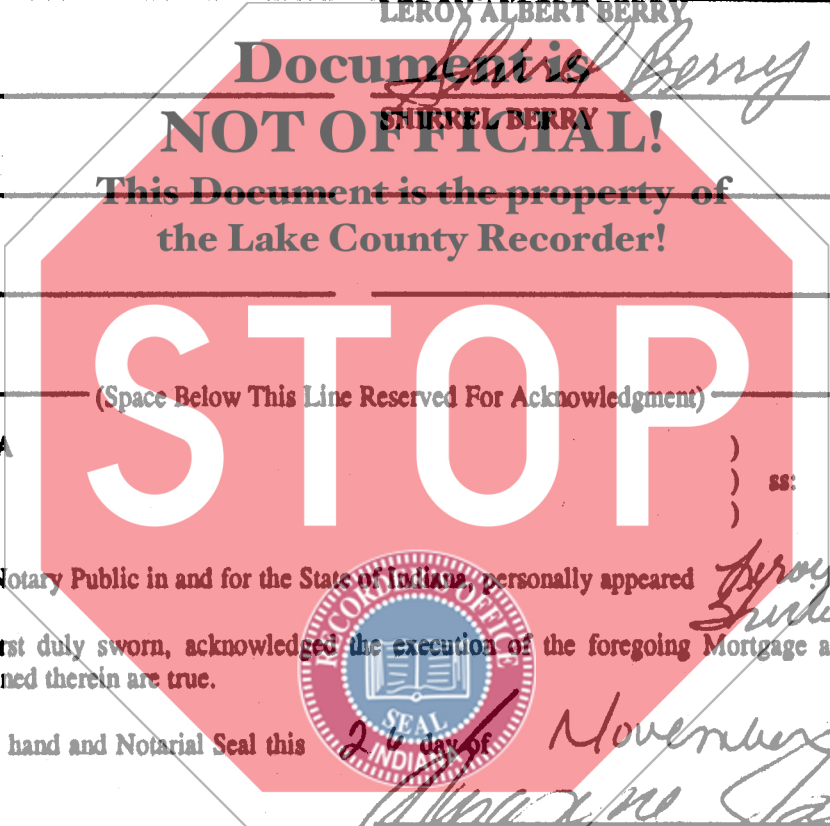 LEROY ALBERT BERRY
Shirrel Berry
Document is
SHIRREL BERRY
NOT OFFICIAL!
This Document is the property of
the Lake County Recorder!
STOP
(Space Below This Line Reserved For Acknowledgment)
A )
) ss:
)
Notary Public in and for the State of Indiana, personally appeared Leroy
rst duly sworn, acknowledged the execution of the foregoing Mortgage a
ned therein are true.
RECORDER'S OFFICE
SEAL
INDIANA
hand and Notarial Seal this 26 day of November